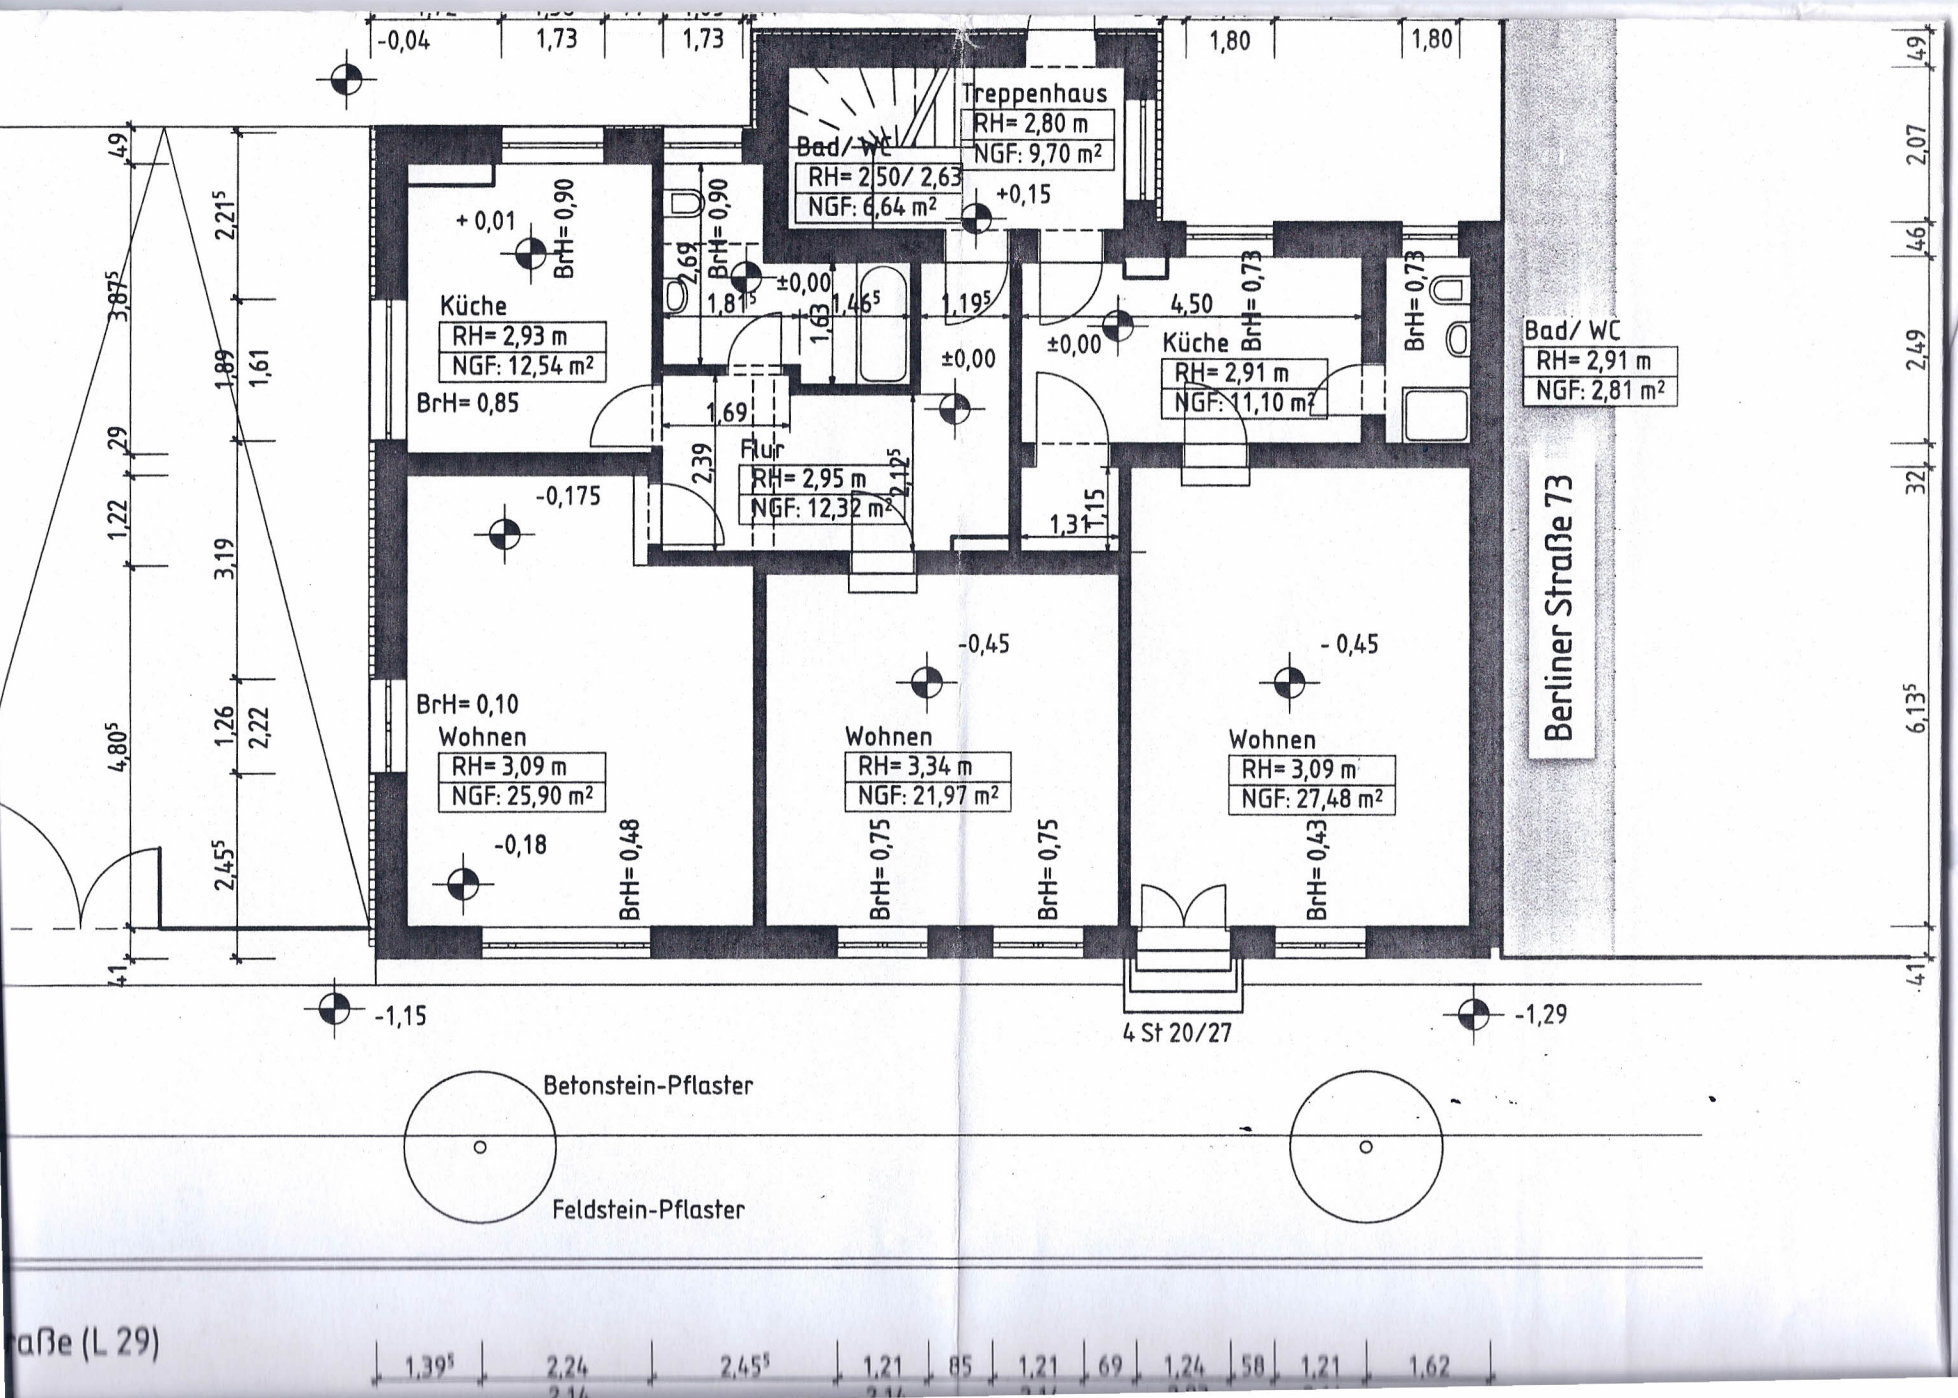 -0,04
1,73
1,73
1,80
1,80
49
Treppenhaus
RH= 2,80 m
NGF: 9,70 m²
+0,15
Bad/ WC
RH= 2,50/ 2,63
NGF: 6,64 m²
49
2,07
46
2,21⁵
3,87⁵
1,89
1,61
+ 0,01
BrH= 0,90
BrH= 0,90
2,69
±0,00
1,81⁵
1,63
1,46⁵
1,19⁵
4,50
BrH= 0,73
BrH= 0,73
Küche
RH= 2,93 m
NGF: 12,54 m²
BrH= 0,85
±0,00
±0,00
Küche
RH= 2,91 m
NGF: 11,10 m²
Bad/ WC
RH= 2,91 m
NGF: 2,81 m²
2,49
29
1,69
2,39
Flur
RH= 2,95 m
NGF: 12,32 m²
2,12⁵
1,31
1,15
32
1,22
3,19
-0,175
Berliner Straße 73
-0,45
- 0,45
6,13⁵
4,80⁵
1,26
2,22
BrH= 0,10
Wohnen
RH= 3,09 m
NGF: 25,90 m²
Wohnen
RH= 3,34 m
NGF: 21,97 m²
Wohnen
RH= 3,09 m
NGF: 27,48 m²
2,45⁵
-0,18
BrH= 0,48
BrH= 0,75
BrH= 0,75
BrH= 0,43
41
41
-1,15
4 St 20/27
-1,29
Betonstein-Pflaster
Feldstein-Pflaster
raße (L 29)
1,39⁵
2,24
2,45⁵
1,21
85
1,21
69
1,24
58
1,21
1,62